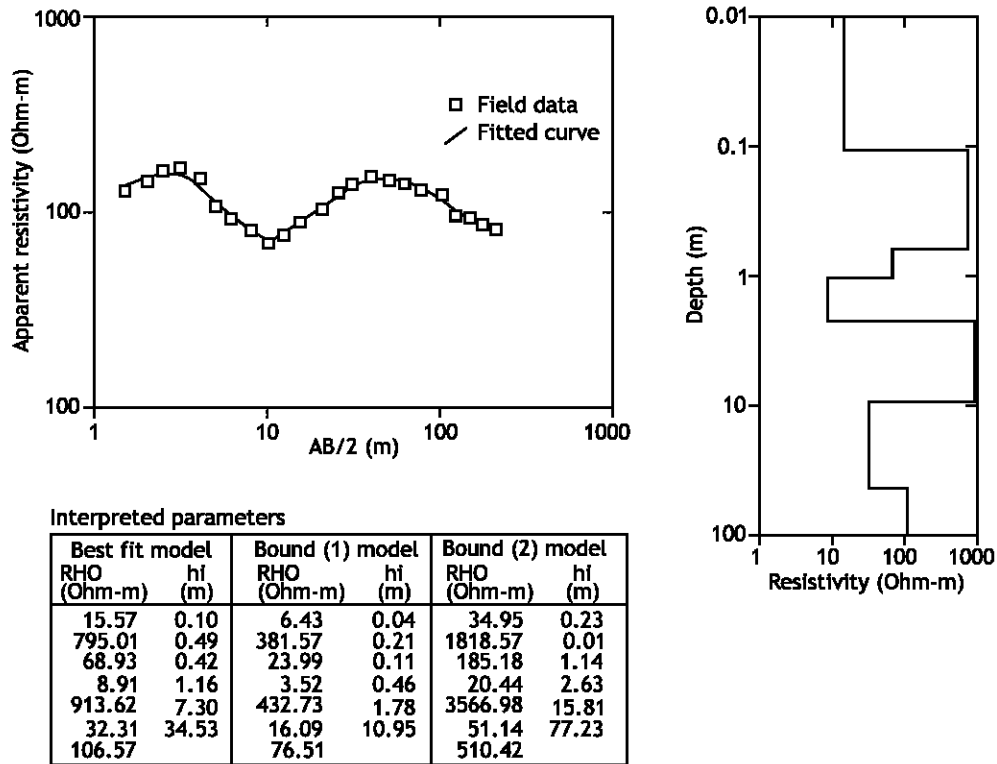 1000
100
100
Apparent resistivity (Ohm-m)
Field data
Fitted curve
1
10
100
1000
AB/2 (m)
0.01
0.1
1
10
100
Depth (m)
1
10
100
1000
Resistivity (Ohm-m)
Interpreted parameters
Best fit model Bound (1) model Bound (2) model
RHO hi RHO hi RHO hi
(Ohm-m) (m) (Ohm-m) (m) (Ohm-m) (m)
15.57 0.10 6.43 0.04 34.95 0.23
795.01 0.49 381.57 0.21 1818.57 0.01
68.93 0.42 23.99 0.11 185.18 1.14
8.91 1.16 3.52 0.46 20.44 2.63
913.62 7.30 432.73 1.78 3566.98 15.81
32.31 34.53 16.09 10.95 51.14 77.23
106.57 76.51 510.42